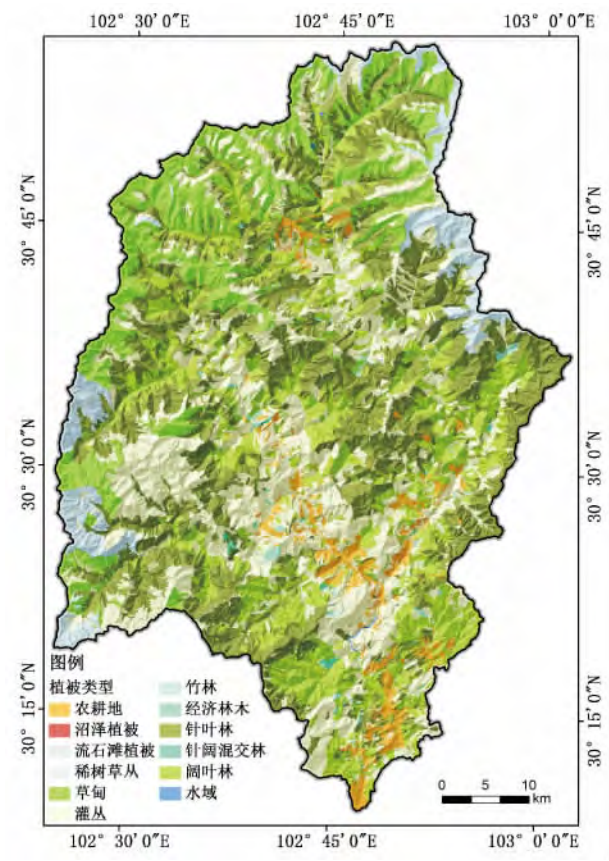 102° 30′ 0″E
102° 45′ 0″E
103° 0′ 0″E
30° 45′ 0″N
30° 45′ 0″N
30° 30′ 0″N
30° 30′ 0″N
30° 15′ 0″N
30° 15′ 0″N
图例
植被类型
农耕地
沼泽植被
流石滩植被
稀树草丛
草甸
灌丛
竹林
经济林木
针叶林
针阔混交林
阔叶林
水域
0 5 10
km
102° 30′ 0″E
102° 45′ 0″E
103° 0′ 0″E